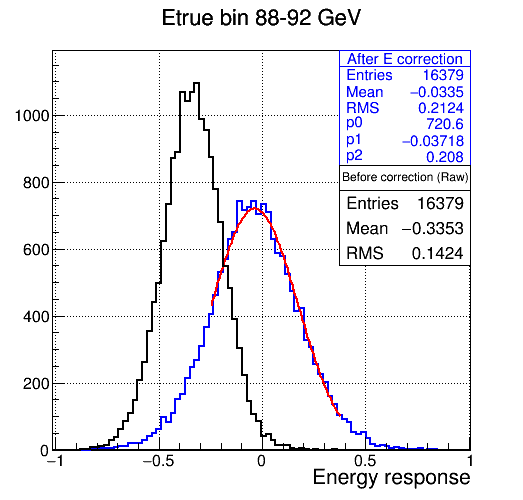 Etrue bin 88-92 GeV
After E correction
Entries 16379
Mean −0.0335
RMS 0.2124
p0 720.6
p1 −0.03718
p2 0.208
Before correction (Raw)
Entries 16379
Mean −0.3353
RMS 0.1424
1000
800
600
400
200
0
−1 −0.5 0 0.5 1
Energy response